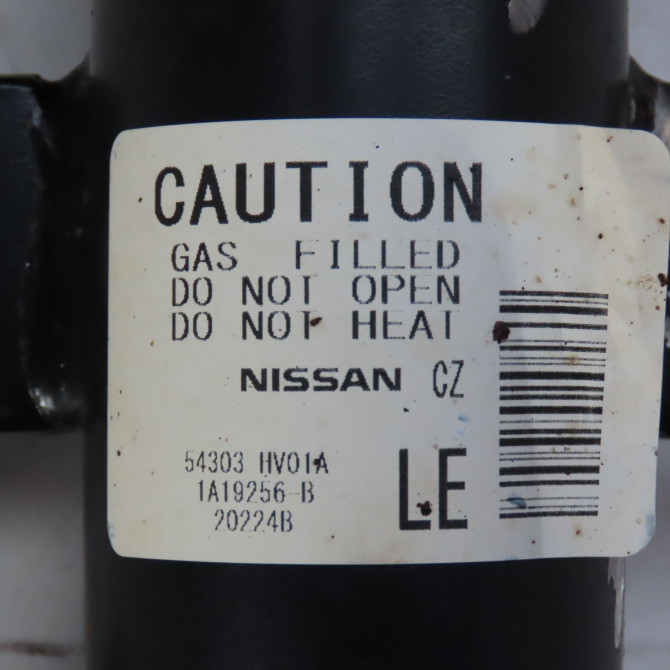 CAUTION
GAS FILLED
DO NOT OPEN
DO NOT HEAT
NISSAN CZ
54303 HV01A
1A19256-B
20224B
LE